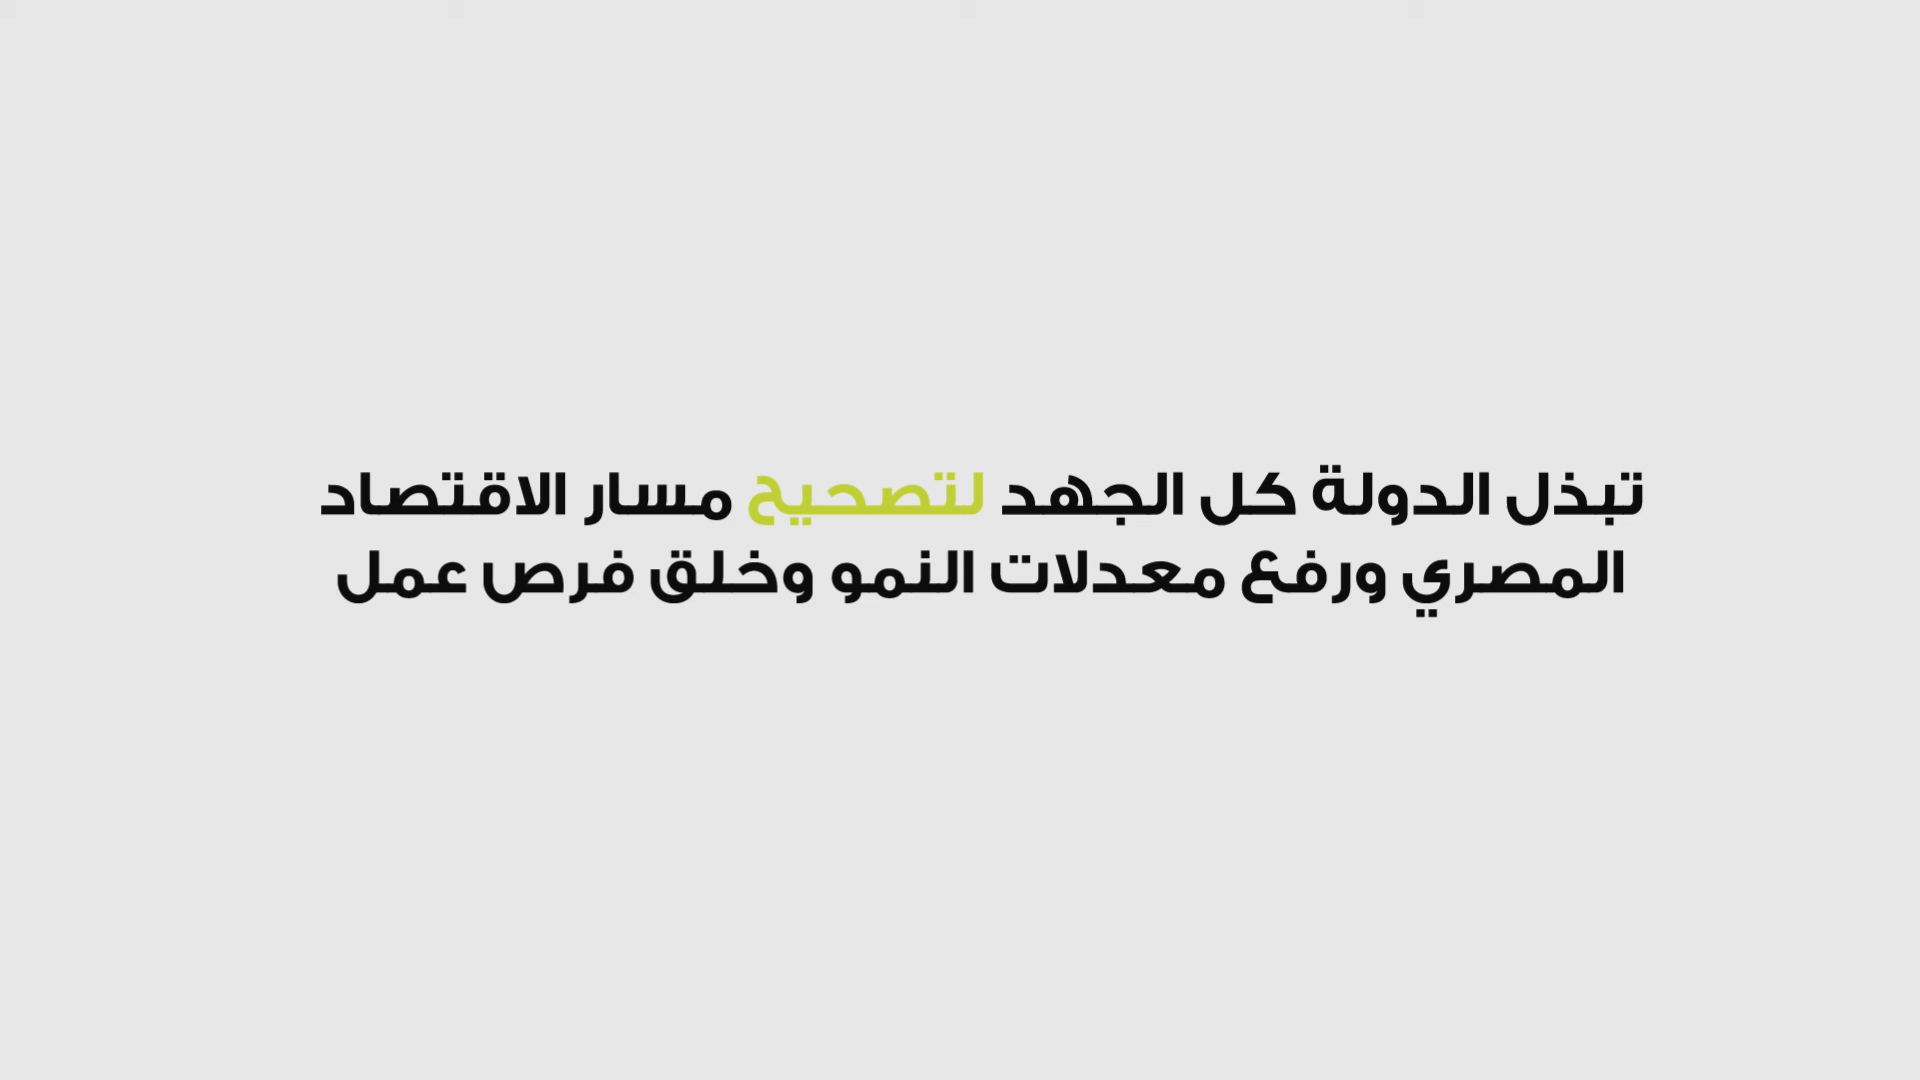 تبذل الدولة كل الجهد لتصحيح مسار الاقتصاد
المصري ورفع معدلات النمو وخلق فرص عمل